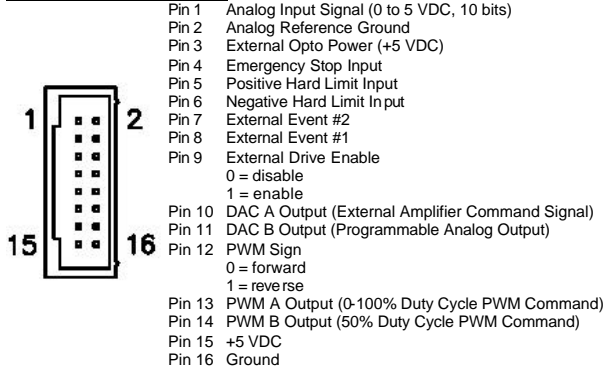 Pin 1 Analog Input Signal (0 to 5 VDC, 10 bits)
Pin 2 Analog Reference Ground
Pin 3 External Opto Power (+5 VDC)
Pin 4 Emergency Stop Input
Pin 5 Positive Hard Limit Input
Pin 6 Negative Hard Limit Input
Pin 7 External Event #2
Pin 8 External Event #1
Pin 9 External Drive Enable
0 = disable
1 = enable
Pin 10 DAC A Output (External Amplifier Command Signal)
Pin 11 DAC B Output (Programmable Analog Output)
Pin 12 PWM Sign
0 = forward
1 = reverse
Pin 13 PWM A Output (0-100% Duty Cycle PWM Command)
Pin 14 PWM B Output (50% Duty Cycle PWM Command)
Pin 15 +5 VDC
Pin 16 Ground
1 2
15 16